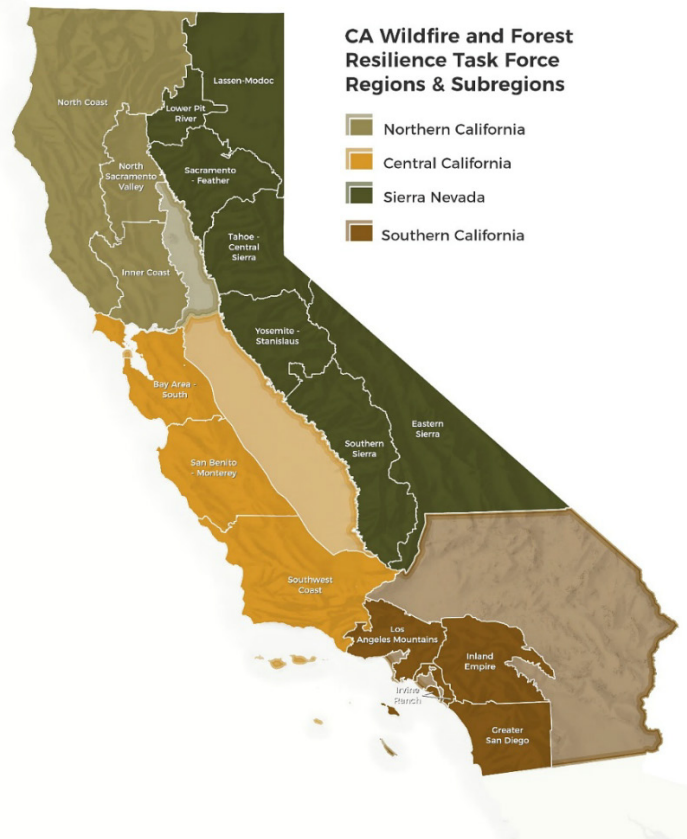 CA Wildfire and Forest
Resilience Task Force
Regions & Subregions
Northern California
Central California
Sierra Nevada
Southern California
Lassen-Modoc
North Coast
Lower Pit
River
North
Sacramento
Valley
Sacramento
- Feather
Tahoe -
Central
Sierra
Inner Coast
Yosemite -
Stanislaus
Bay Area -
South
Eastern
Sierra
Southern
Sierra
San Benito
- Monterey
Southwest
Coast
Los
Angeles Mountains
Inland
Empire
Irvine
Ranch
Greater
San Diego